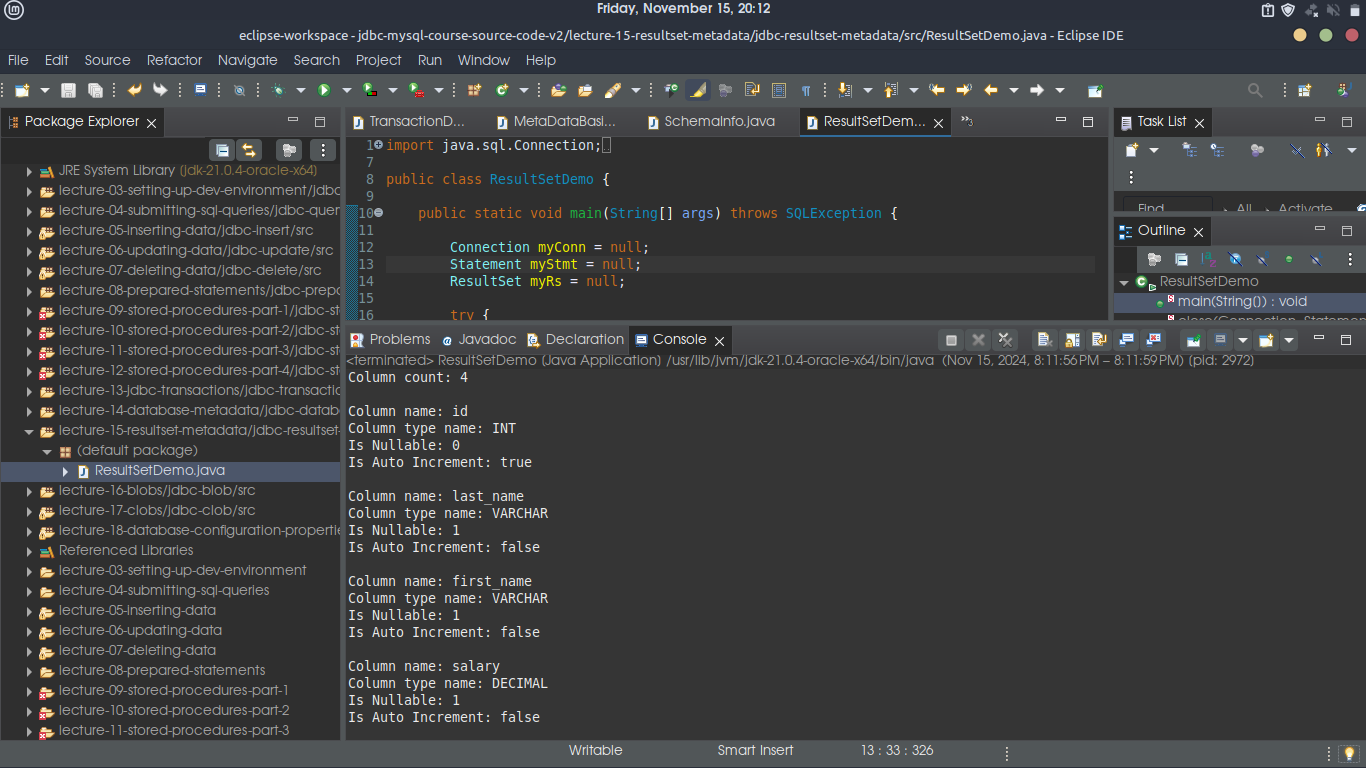 Friday, November 15, 20:12
eclipse-workspace - jdbc-mysql-course-source-code-v2/lecture-15-resultset-metadata/jdbc-resultset-metadata/src/ResultSetDemo.java - Eclipse IDE
File Edit Source Refactor Navigate Search Project Run Window Help
Package Explorer
JRE System Library [jdk-21.0.4-oracle-x64]
lecture-03-setting-up-dev-environment/jdbc
lecture-04-submitting-sql-queries/jdbc-quer
lecture-05-inserting-data/jdbc-insert/src
lecture-06-updating-data/jdbc-update/src
lecture-07-deleting-data/jdbc-delete/src
lecture-08-prepared-statements/jdbc-prepa
lecture-09-stored-procedures-part-1/jdbc-st
lecture-10-stored-procedures-part-2/jdbc-st
lecture-11-stored-procedures-part-3/jdbc-st
lecture-12-stored-procedures-part-4/jdbc-st
lecture-13-jdbc-transactions/jdbc-transactic
lecture-14-database-metadata/jdbc-datab
lecture-15-resultset-metadata/jdbc-resultset-
(default package)
ResultSetDemo.java
lecture-16-blobs/jdbc-blob/src
lecture-17-clobs/jdbc-clob/src
lecture-18-database-configuration-propertie
Referenced Libraries
lecture-03-setting-up-dev-environment
lecture-04-submitting-sql-queries
lecture-05-inserting-data
lecture-06-updating-data
lecture-07-deleting-data
lecture-08-prepared-statements
lecture-09-stored-procedures-part-1
lecture-10-stored-procedures-part-2
lecture-11-stored-procedures-part-3
TransactionD... MetaDataBasi... SchemaInfo.java ResultSetDem... »3
1 import java.sql.Connection;
7
8 public class ResultSetDemo {
9
10 public static void main(String[] args) throws SQLException {
11
12 Connection myConn = null;
13 Statement myStmt = null;
14 ResultSet myRs = null;
15
16 try {
Problems Javadoc Declaration Console
<terminated> ResultSetDemo [Java Application] /usr/lib/jvm/jdk-21.0.4-oracle-x64/bin/java (Nov 15, 2024, 8:11:56 PM – 8:11:59 PM) [pid: 2972]
Column count: 4
Column name: id
Column type name: INT
Is Nullable: 0
Is Auto Increment: true
Column name: last_name
Column type name: VARCHAR
Is Nullable: 1
Is Auto Increment: false
Column name: first_name
Column type name: VARCHAR
Is Nullable: 1
Is Auto Increment: false
Column name: salary
Column type name: DECIMAL
Is Nullable: 1
Is Auto Increment: false
Task List
Find All Activate
Outline
ResultSetDemo
main(String[]) : void
close(Connection, Statemen
Writable Smart Insert 13 : 33 : 326